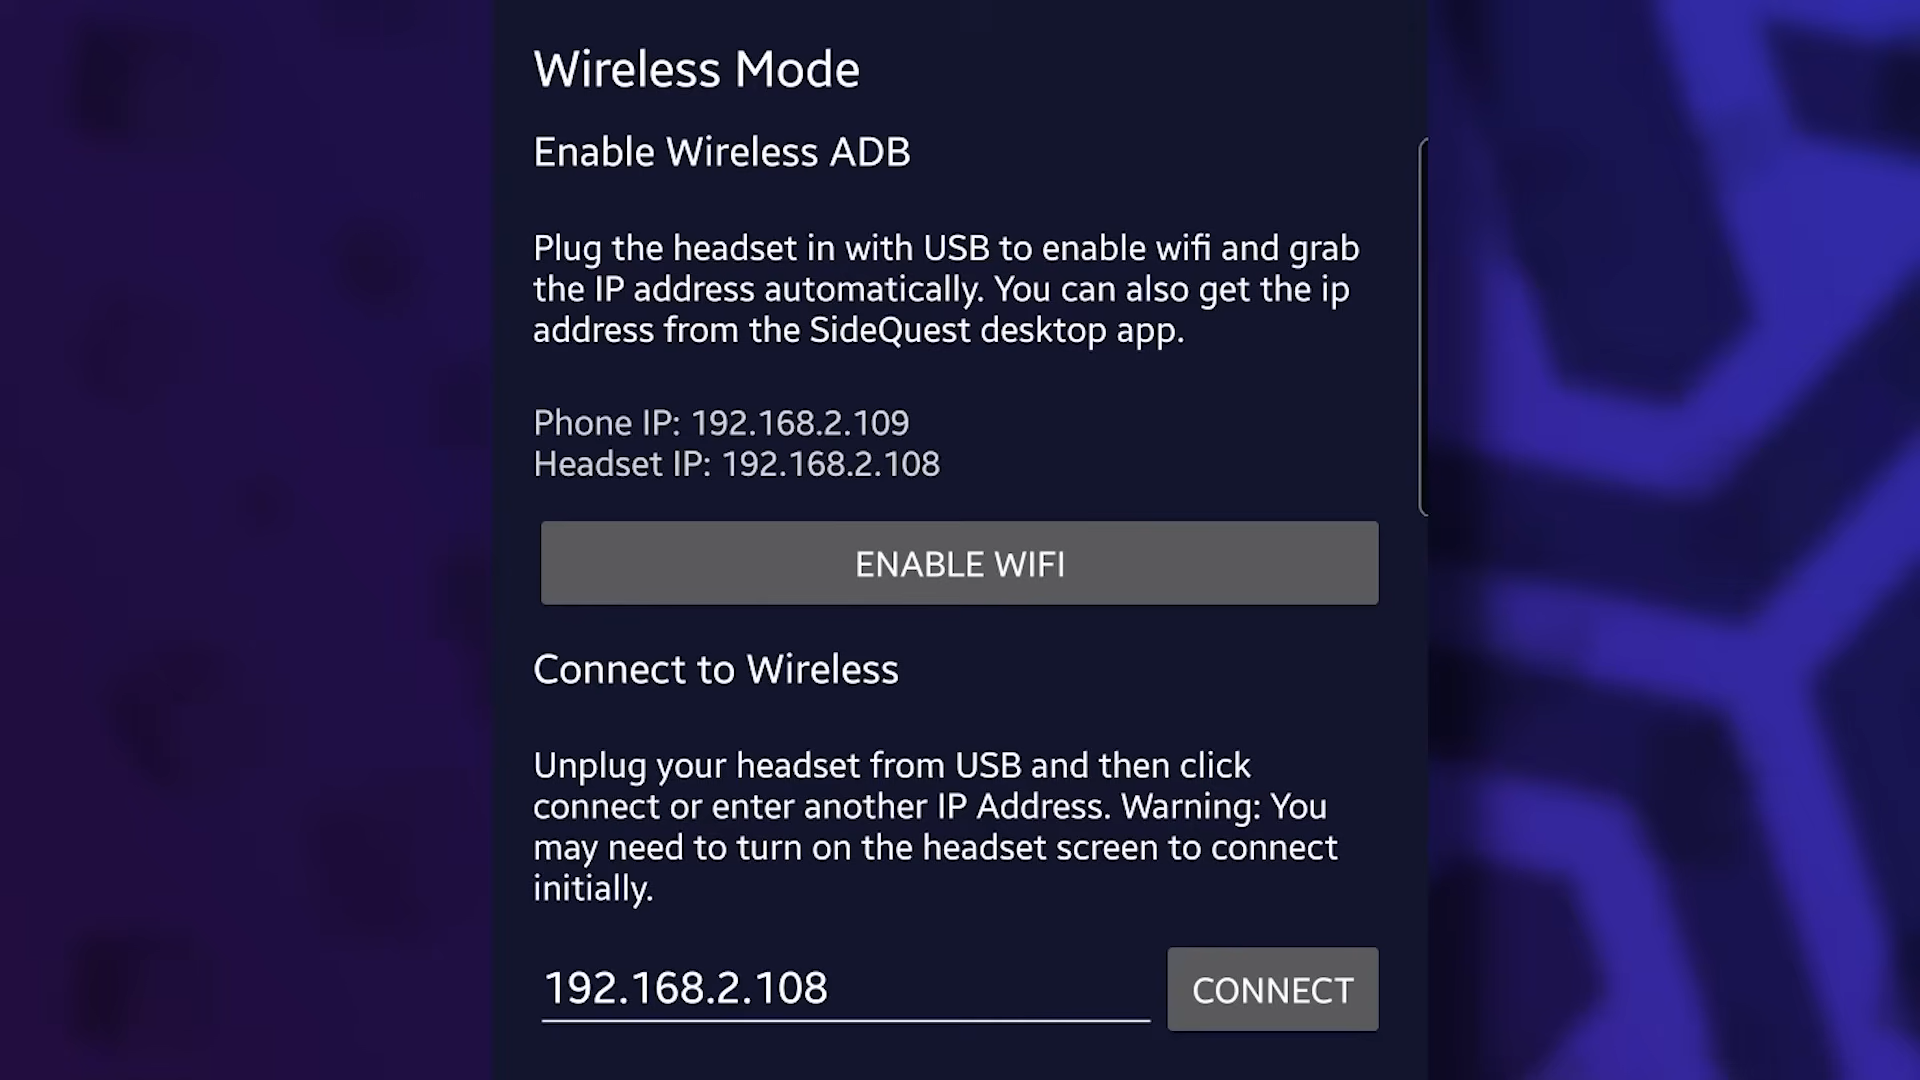 Wireless Mode
Enable Wireless ADB
Plug the headset in with USB to enable wifi and grab
the IP address automatically. You can also get the ip
address from the SideQuest desktop app.
Phone IP: 192.168.2.109
Headset IP: 192.168.2.108
ENABLE WIFI
Connect to Wireless
Unplug your headset from USB and then click
connect or enter another IP Address. Warning: You
may need to turn on the headset screen to connect
initially.
192.168.2.108
CONNECT